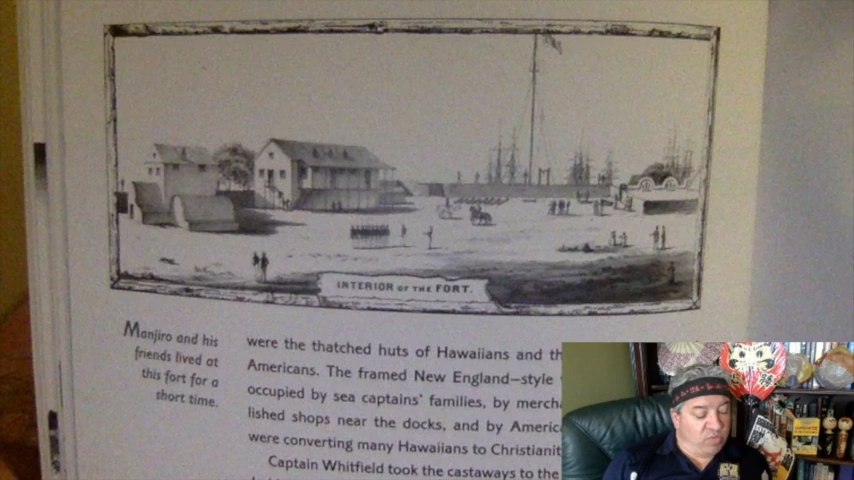 INTERIOR OF THE FORT.
Manjiro and his
friends lived at
this fort for a
short time.
were the thatched huts of Hawaiians and th
Americans. The framed New England–style
occupied by sea captains' families, by merch
lished shops near the docks, and by Americ
were converting many Hawaiians to Christianit
Captain Whitfield took the castaways to the